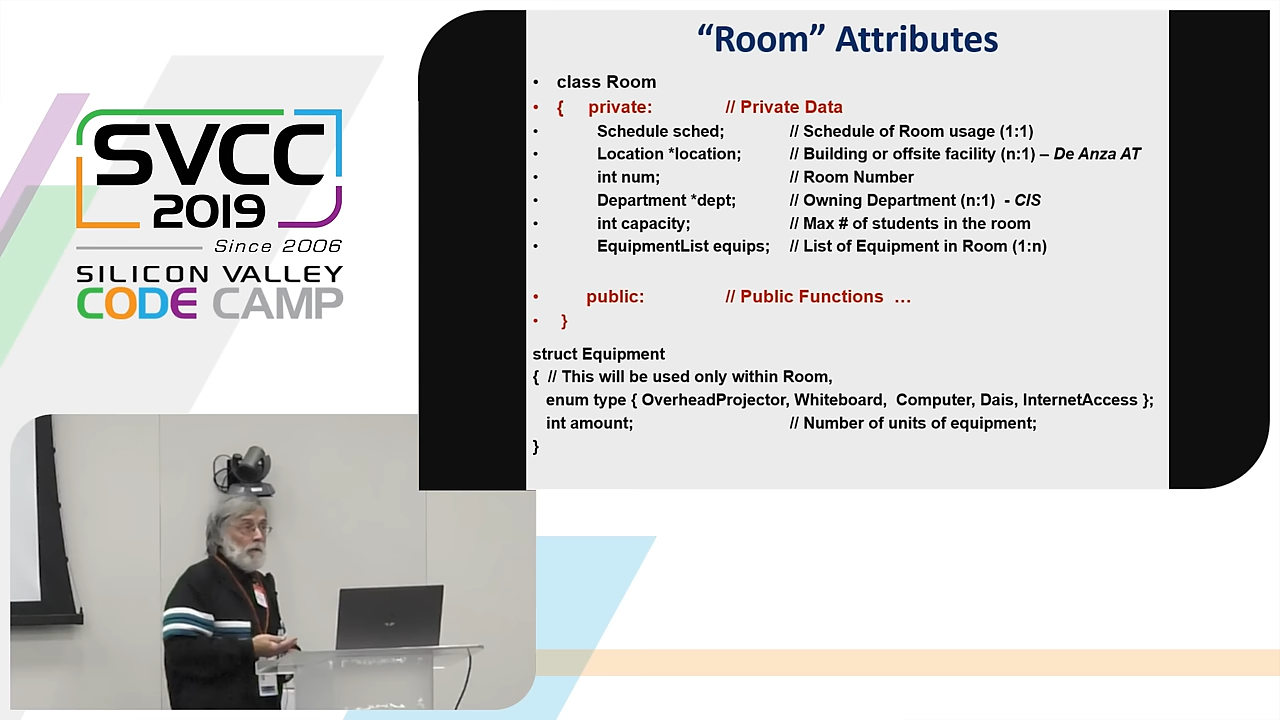 SVCC
2019
Since 2006
SILICON VALLEY
CODE CAMP
“Room” Attributes
• class Room
• { private: // Private Data
• Schedule sched; // Schedule of Room usage (1:1)
• Location *location; // Building or offsite facility (n:1) – De Anza AT
• int num; // Room Number
• Department *dept; // Owning Department (n:1) - CIS
• int capacity; // Max # of students in the room
• EquipmentList equips; // List of Equipment in Room (1:n)
• public: // Public Functions …
• }
struct Equipment
{ // This will be used only within Room,
enum type { OverheadProjector, Whiteboard, Computer, Dais, InternetAccess };
int amount; // Number of units of equipment;
}